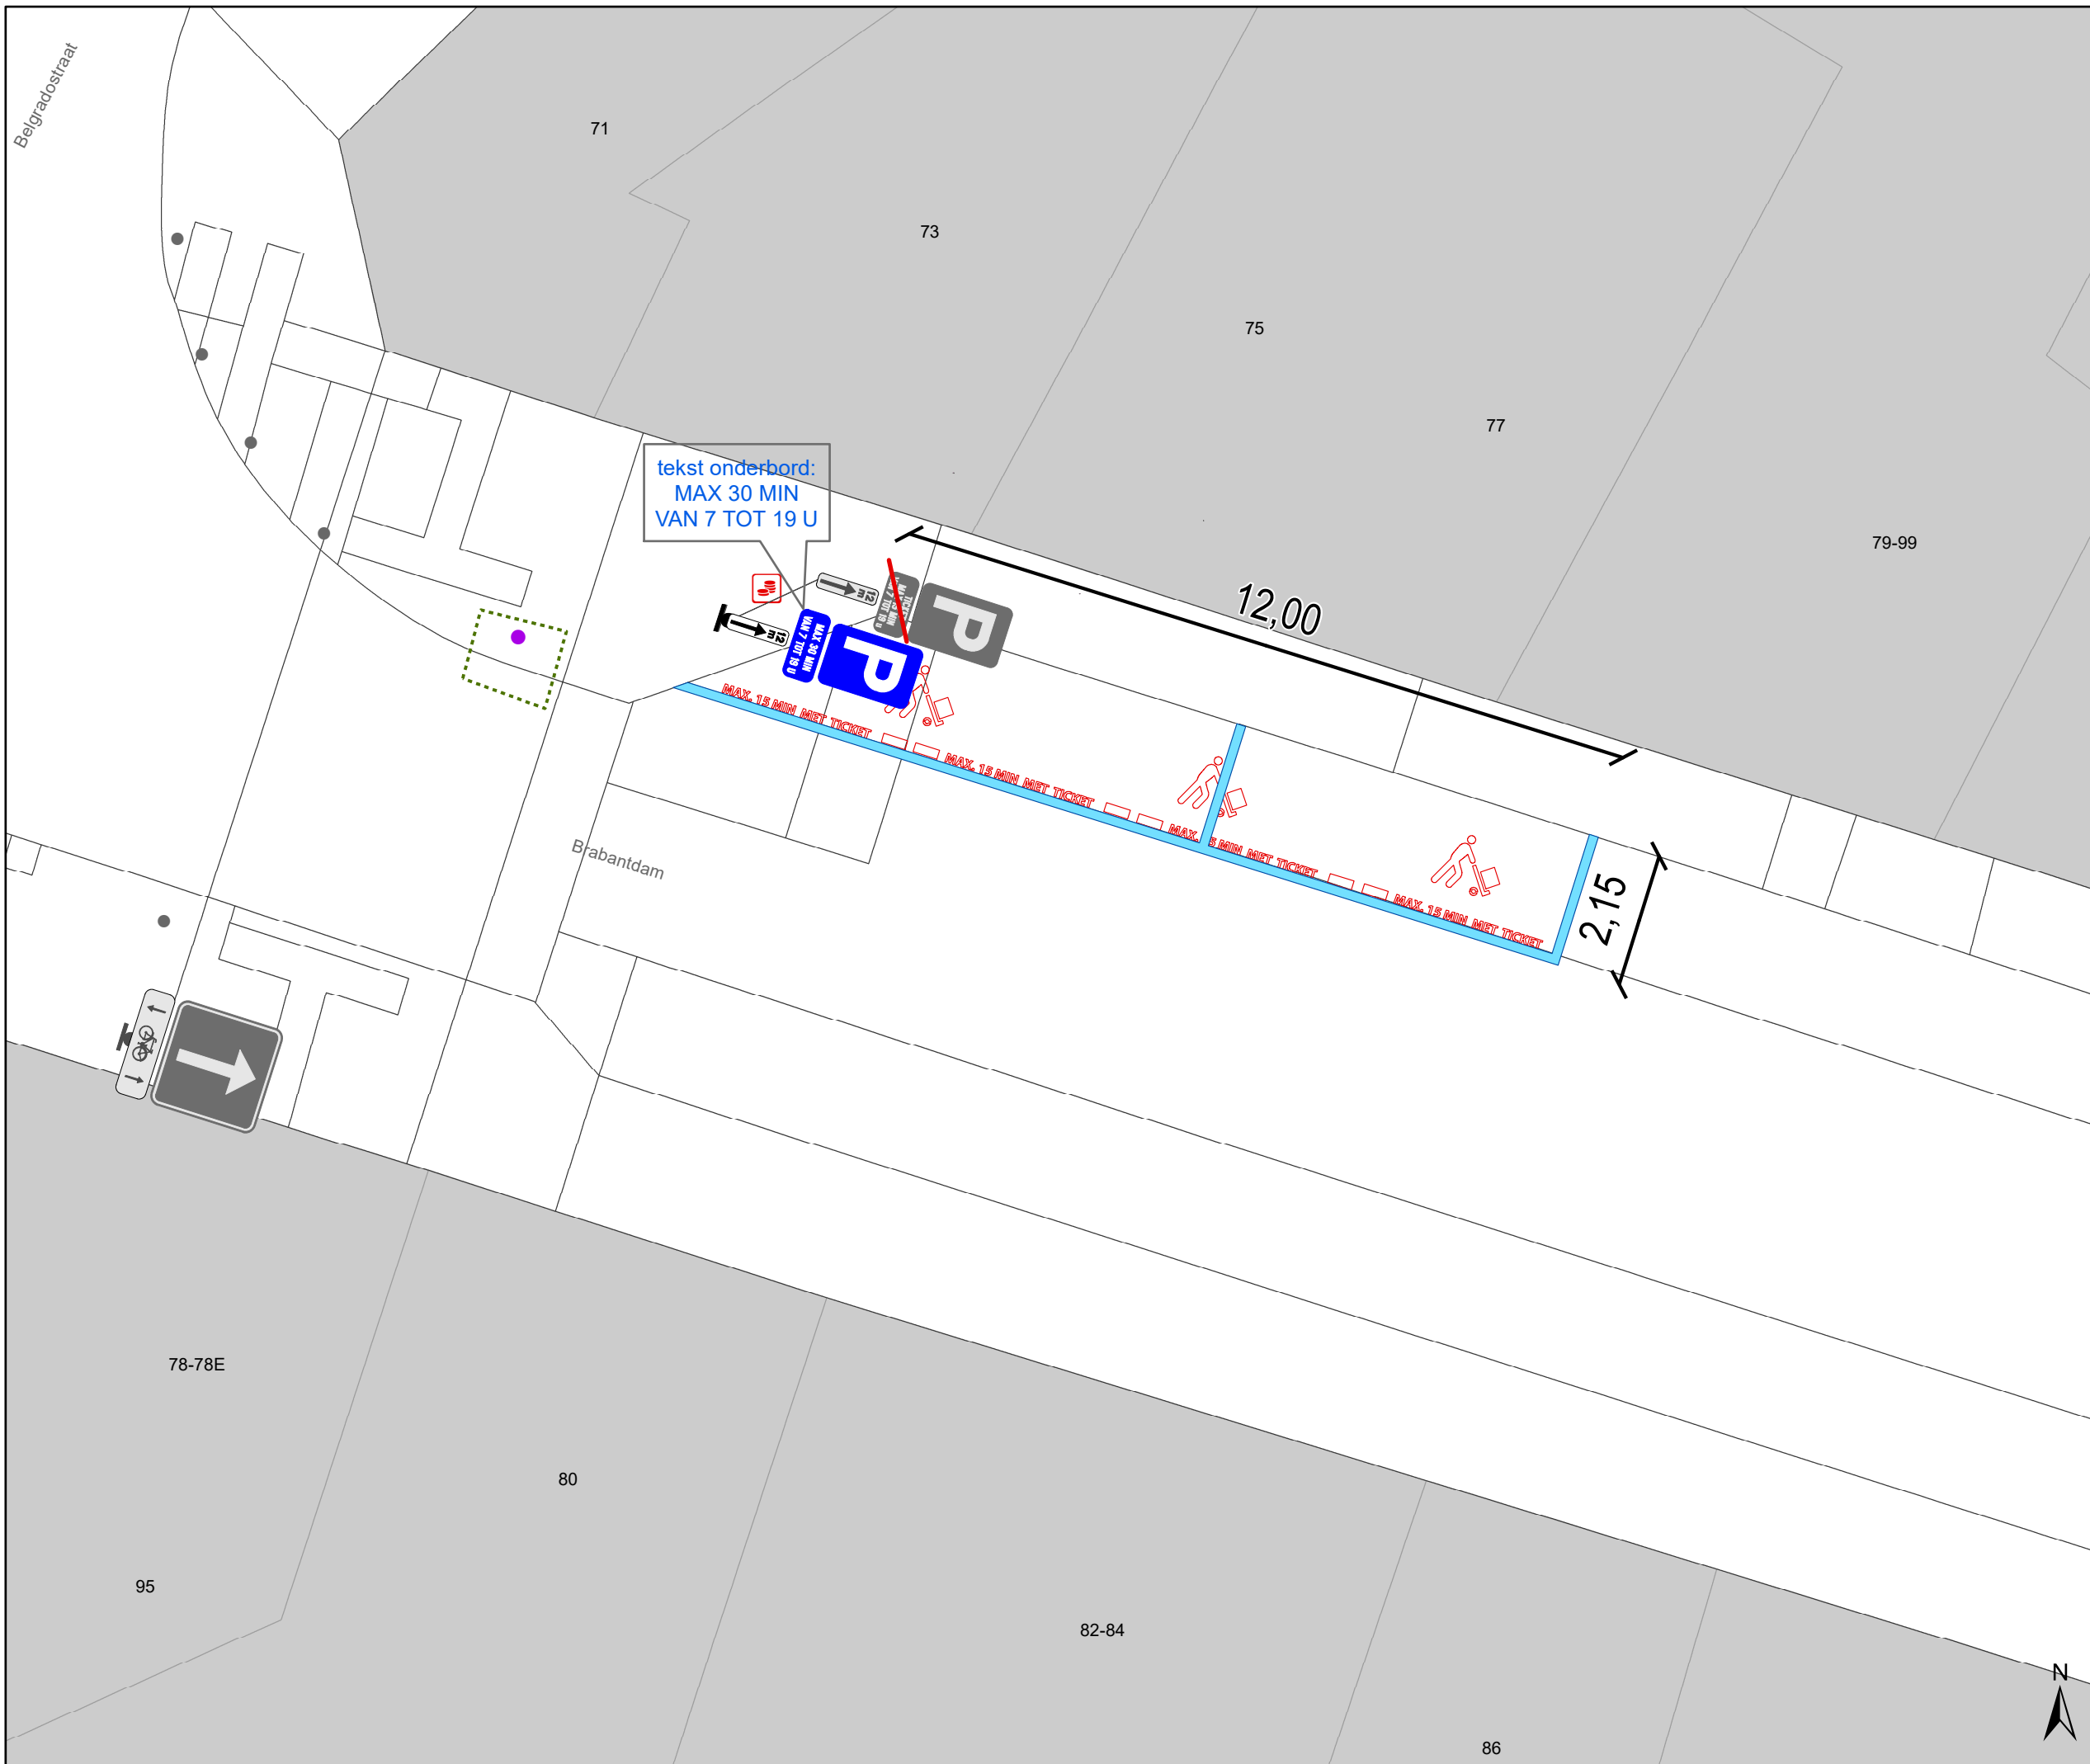 Belgradostraat
71
73
75
77
79-99
tekst onderbord:
MAX 30 MIN
VAN 7 TOT 19 U
12 m
12,00
P
12 m
MAX 30 MIN
VAN 7 TOT 19 U
P
MAX. 15 MIN MET TICKET
MAX. 15 MIN MET TICKET
MAX. 5 MIN MET TICKET
MAX. 15 MIN MET TICKET
2,15
Brabantdam
78-78E
80
95
82-84
86
N